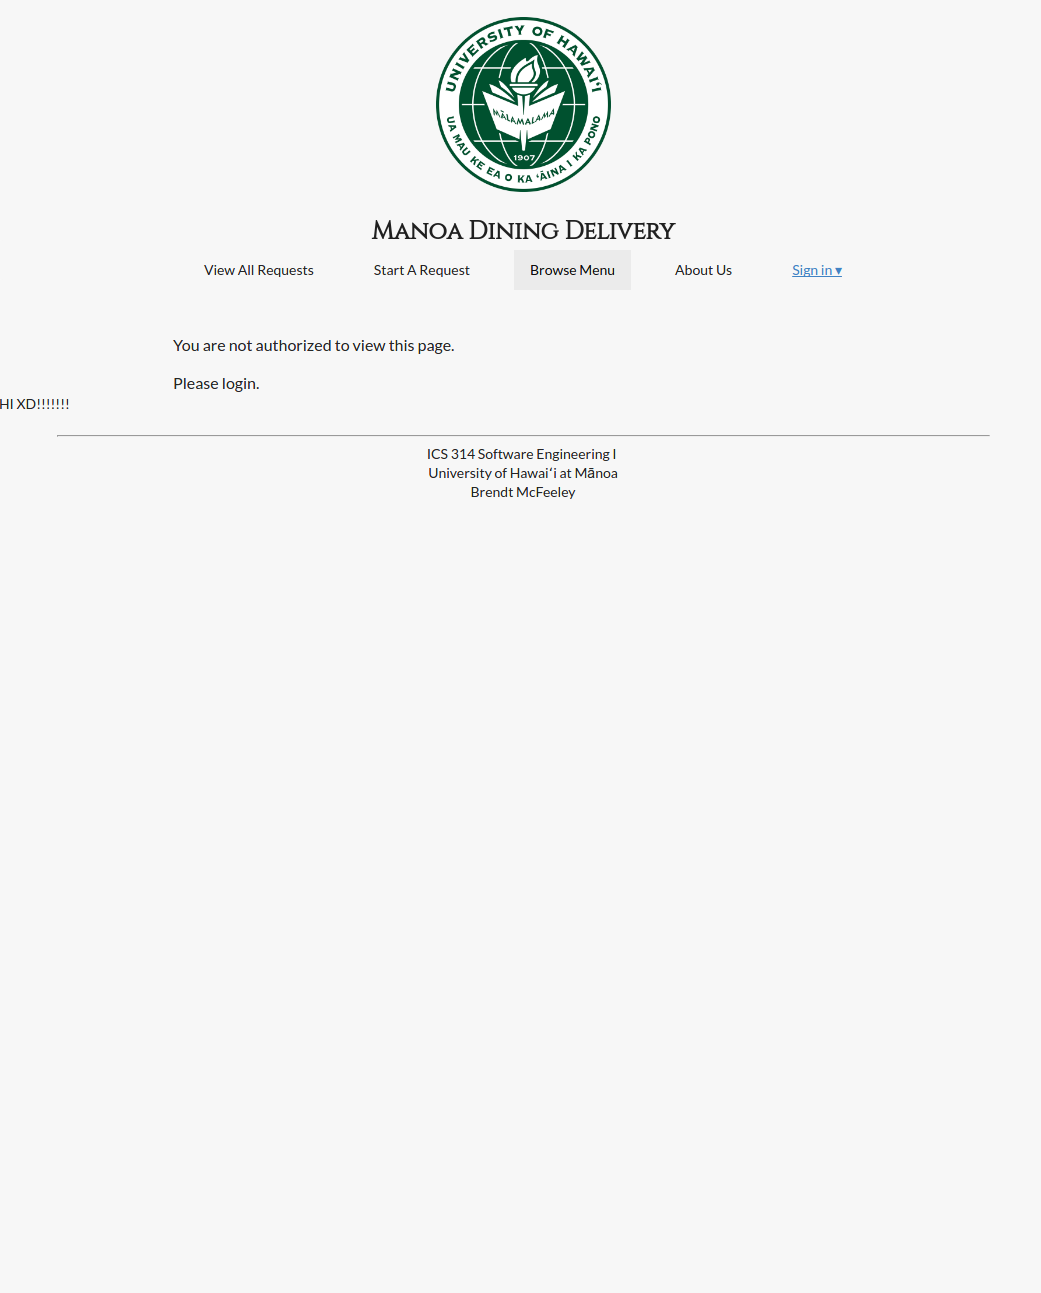 UNIVERSITY OF HAWAIʻI
MĀLAMALAMA
1907
UA MAU KE EA O KA ʻĀINA I KA PONO
Manoa Dining Delivery
View All Requests Start A Request Browse Menu About Us Sign in ▾
You are not authorized to view this page.
Please login.
HI XD!!!!!!!
ICS 314 Software Engineering I
University of Hawaiʻi at Mānoa
Brendt McFeeley